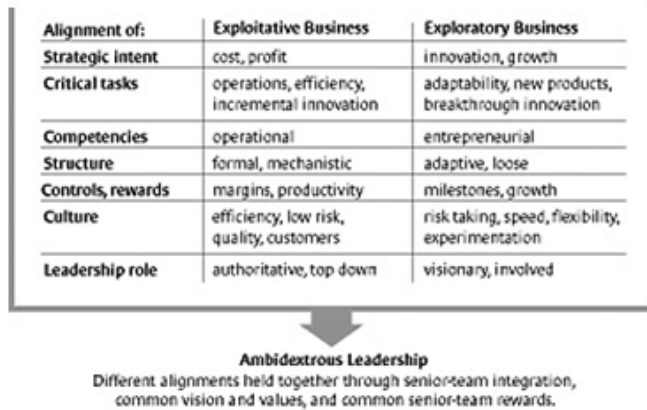 Alignment of: Exploitative Business Exploratory Business
Strategic intent cost, profit innovation, growth
Critical tasks operations, efficiency, adaptability, new products,
incremental innovation breakthrough innovation
Competencies operational entrepreneurial
Structure formal, mechanistic adaptive, loose
Controls, rewards margins, productivity milestones, growth
Culture efficiency, low risk, risk taking, speed, flexibility,
quality, customers experimentation
Leadership role authoritative, top down visionary, involved
Ambidextrous Leadership
Different alignments held together through senior-team integration,
common vision and values, and common senior-team rewards.